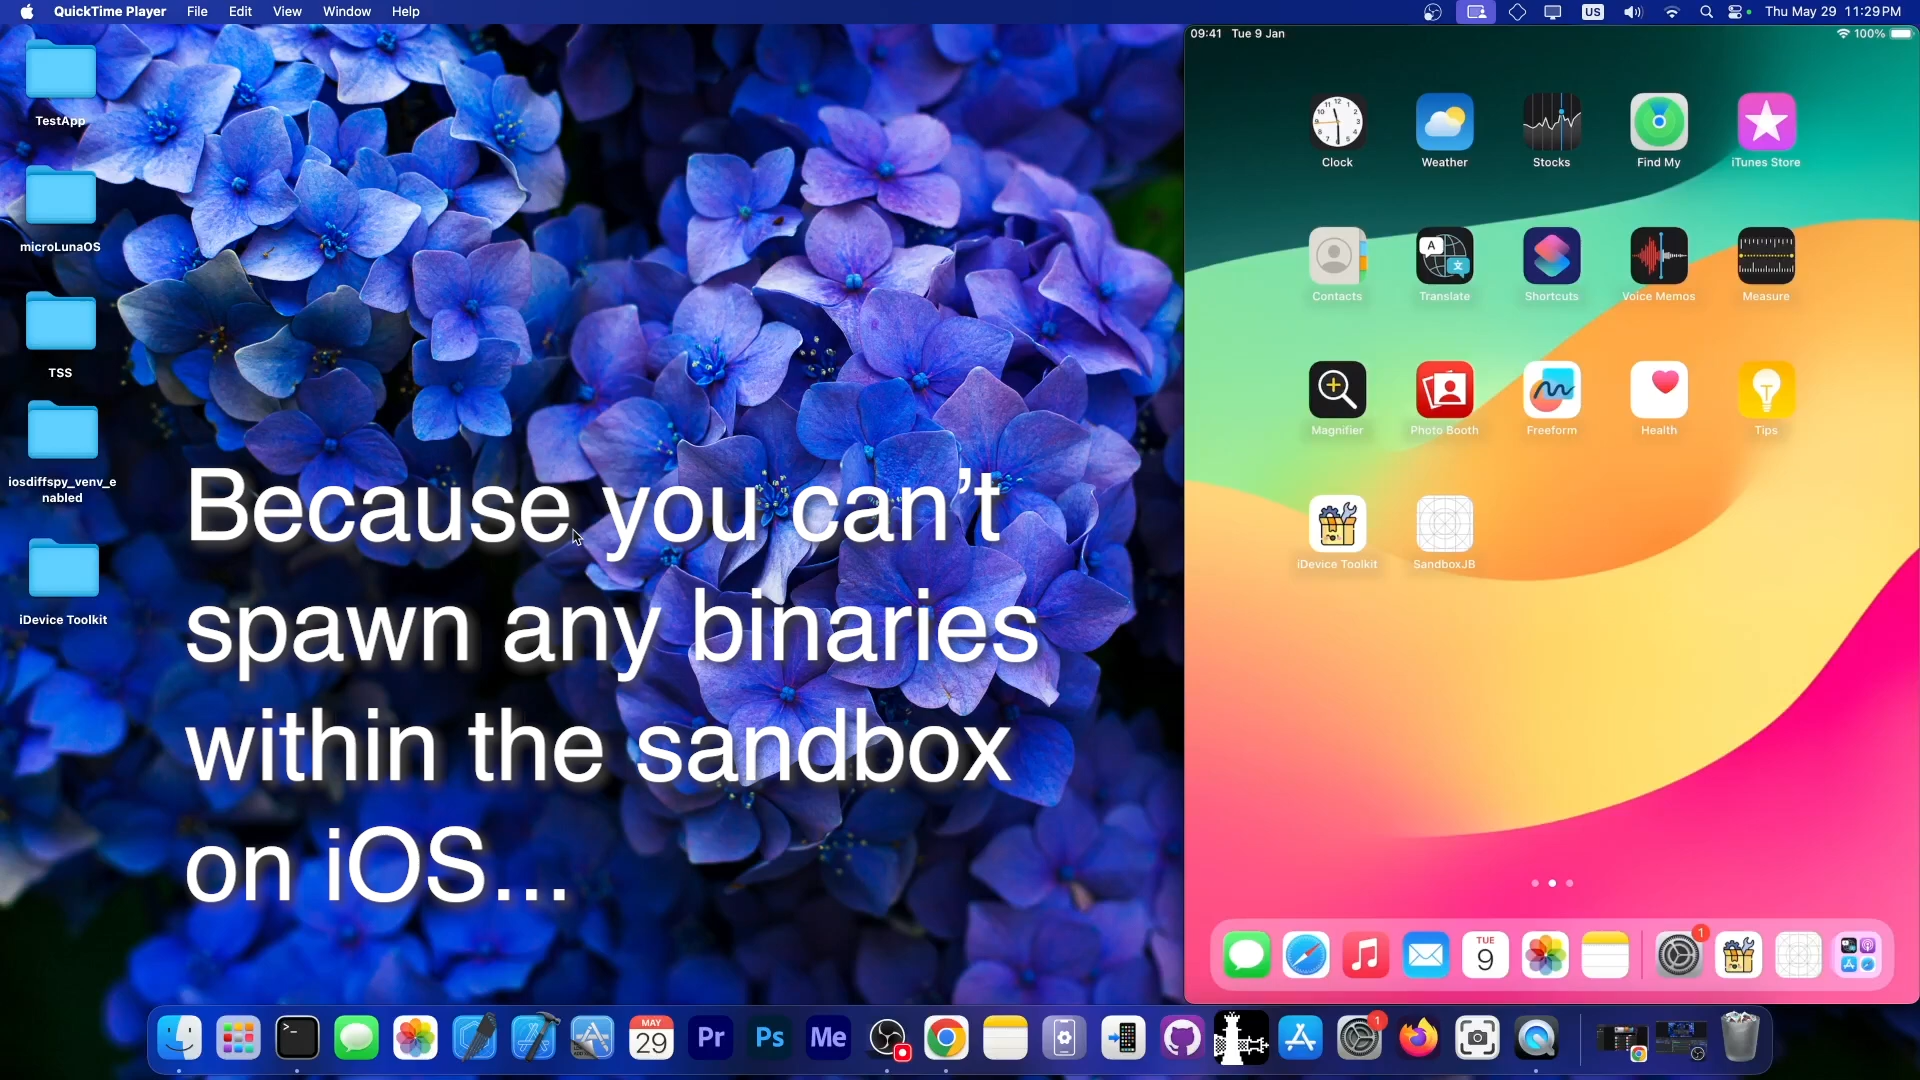 QuickTime Player File Edit View Window Help US Thu May 29 11:29 PM
TestApp
microLunaOS
TSS
iosdiffspy_venv_e
nabled
iDevice Toolkit
Because you can’t
spawn any binaries
within the sandbox
on iOS...
09:41 Tue 9 Jan 100%
Clock Weather Stocks Find My iTunes Store
Contacts Translate Shortcuts Voice Memos Measure
Magnifier Photo Booth Freeform Health Tips
iDevice Toolkit SandboxJB
TUE
9
1
MAY
29
Pr Ps Me
1